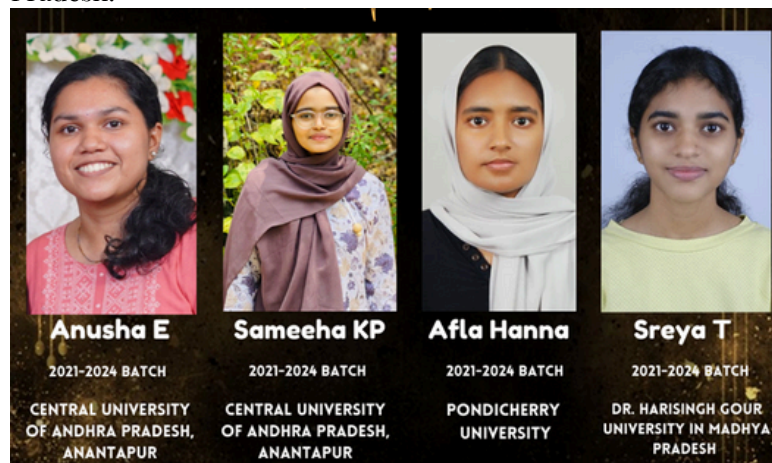 Anusha E
2021-2024 BATCH
CENTRAL UNIVERSITY
OF ANDHRA PRADESH,
ANANTAPUR
Sameeha KP
2021-2024 BATCH
CENTRAL UNIVERSITY
OF ANDHRA PRADESH,
ANANTAPUR
Afla Hanna
2021-2024 BATCH
PONDICHERRY
UNIVERSITY
Sreya T
2021-2024 BATCH
DR. HARISINGH GOUR
UNIVERSITY IN MADHYA
PRADESH